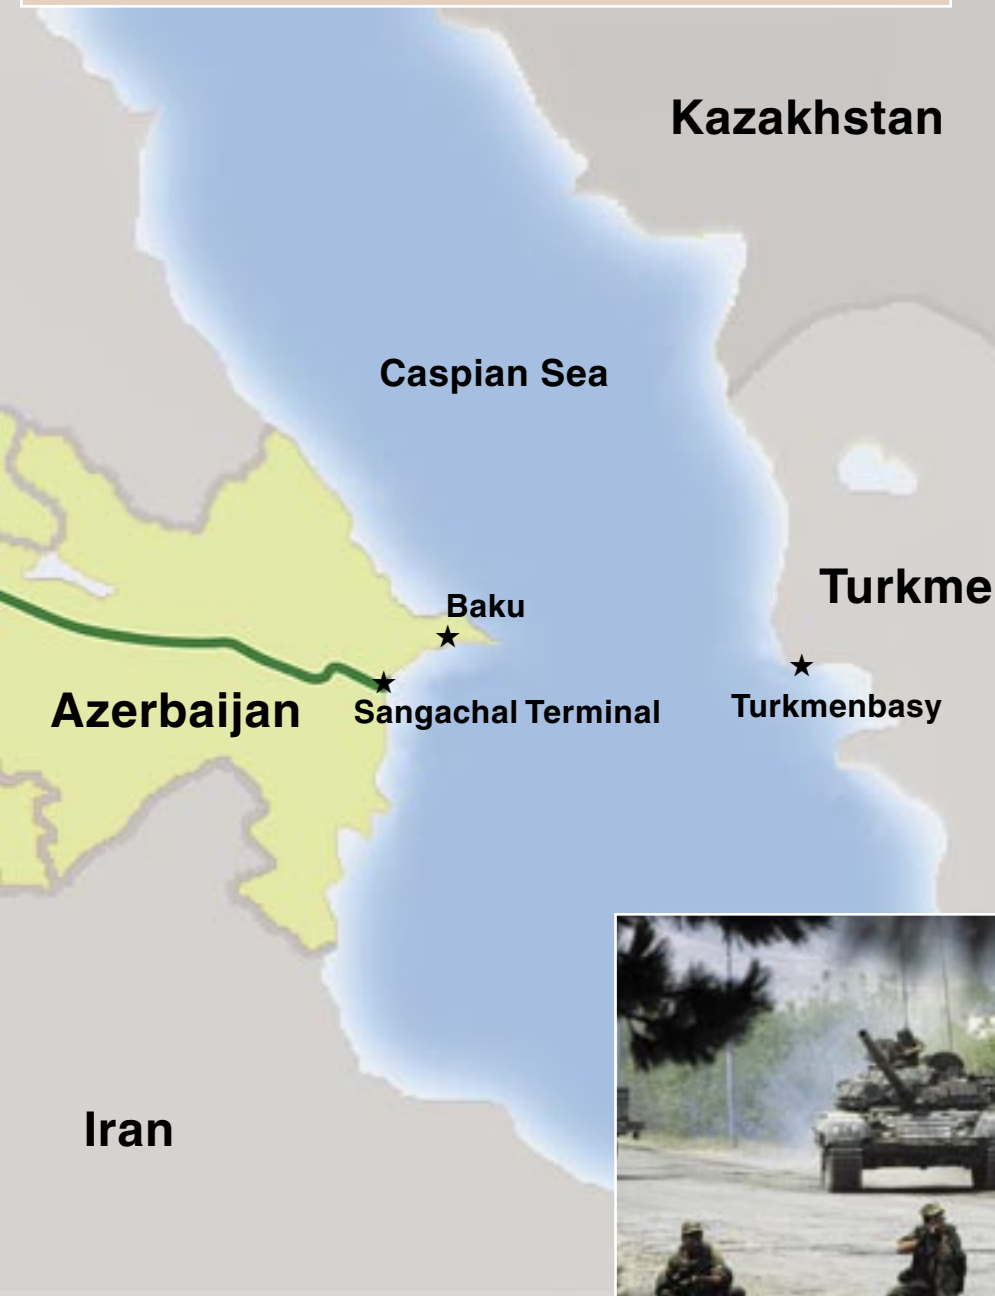 Kazakhstan
Caspian Sea
Turkme
Baku
Azerbaijan
Sangachal Terminal
Turkmenbasy
Iran